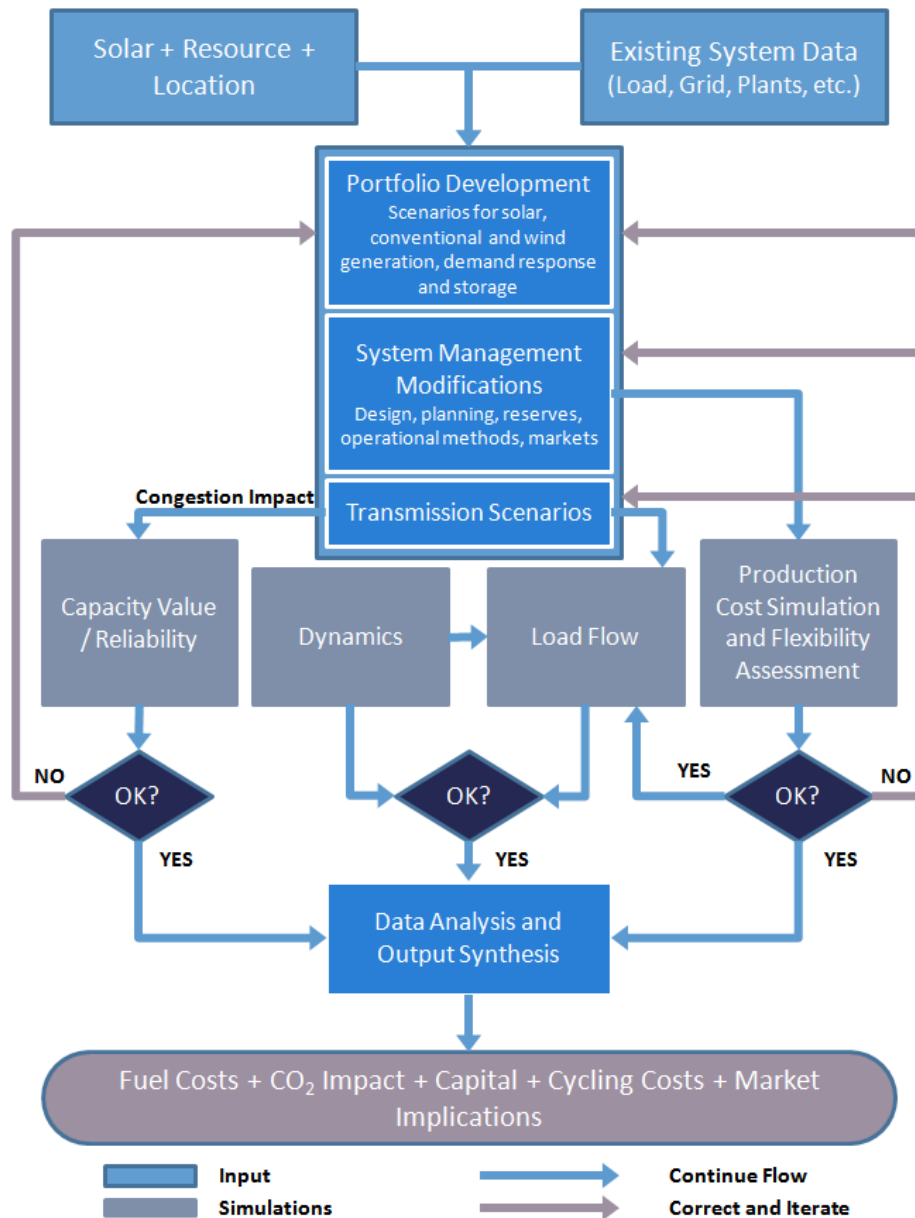 Solar + Resource +
Location
Existing System Data
(Load, Grid, Plants, etc.)
Portfolio Development
Scenarios for solar,
conventional and wind
generation, demand response
and storage
System Management
Modifications
Design, planning, reserves,
operational methods, markets
Congestion Impact
Transmission Scenarios
Capacity Value
/ Reliability
Dynamics
Load Flow
Production
Cost Simulation
and Flexibility
Assessment
NO
OK?
YES
OK?
YES
YES
OK?
NO
YES
Data Analysis and
Output Synthesis
Fuel Costs + CO₂ Impact + Capital + Cycling Costs + Market
Implications
Input
Continue Flow
Simulations
Correct and Iterate